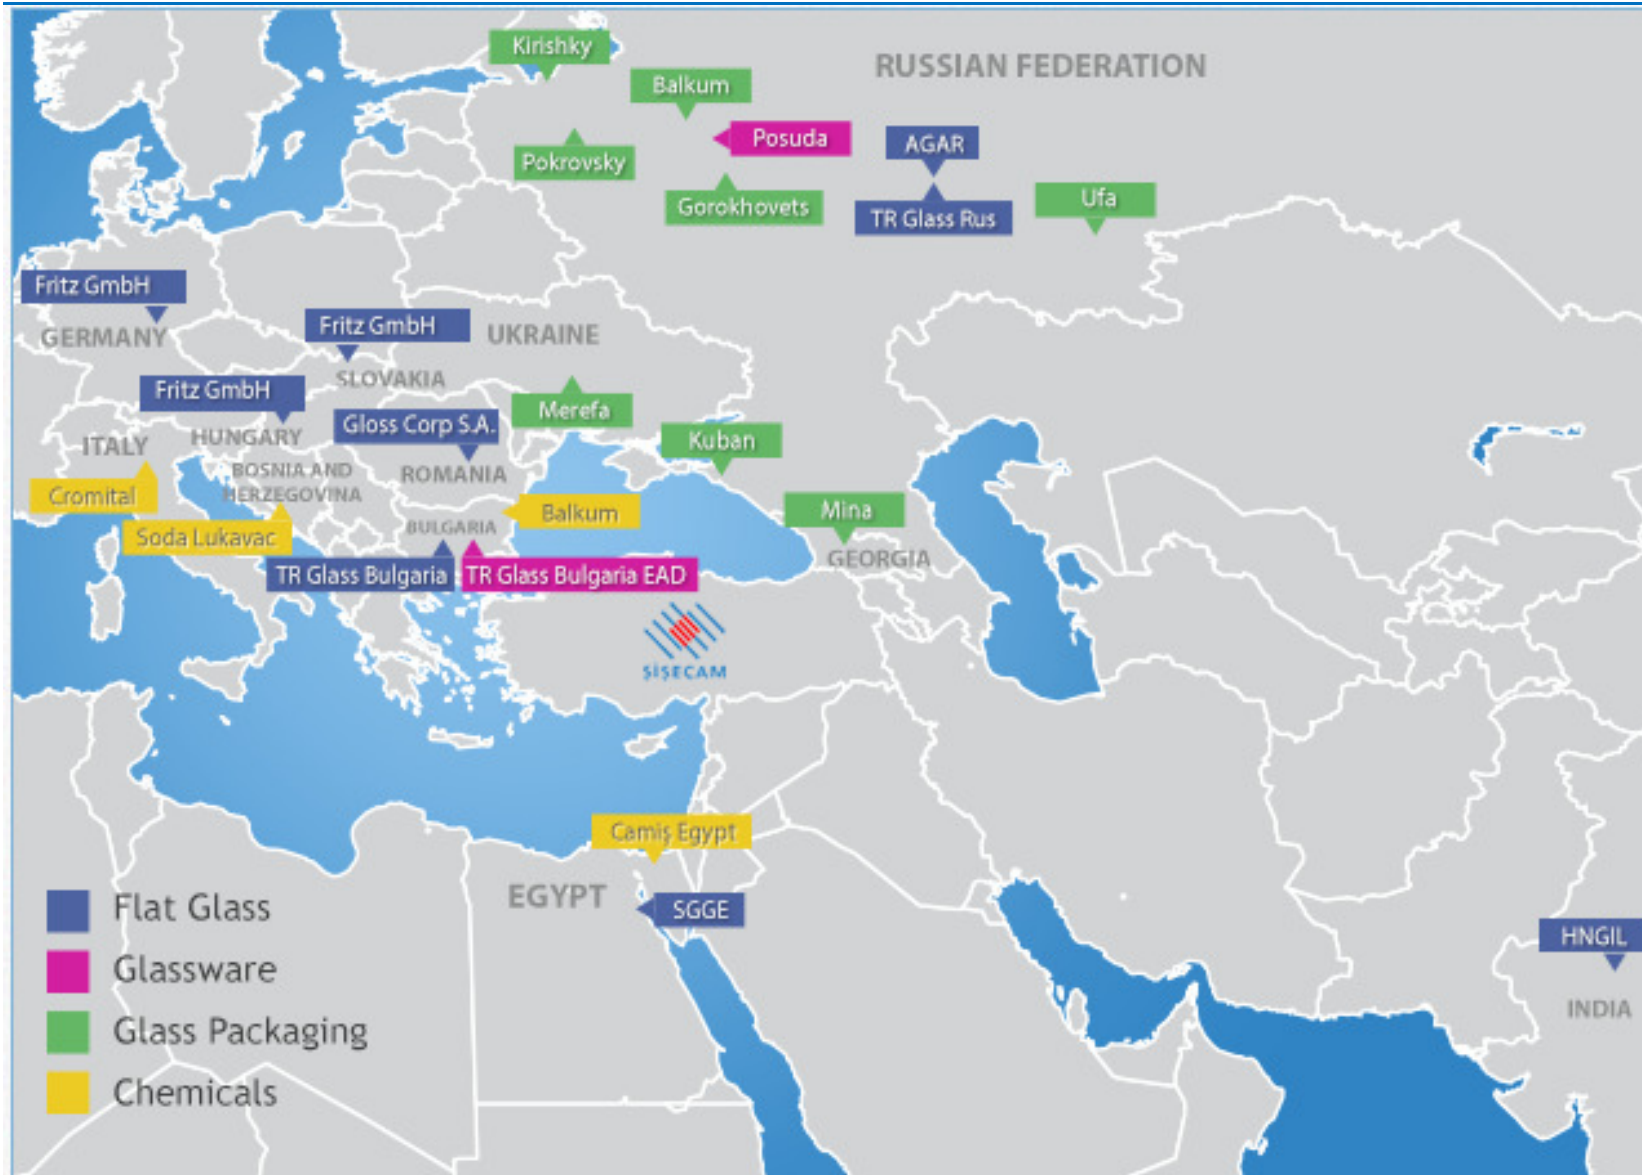 Kirishky
RUSSIAN FEDERATION
Balkum
Posuda
AGAR
Pokrovsky
Ufa
Gorokhovets
TR Glass Rus
Fritz GmbH
GERMANY
Fritz GmbH
UKRAINE
SLOVAKIA
Fritz GmbH
HUNGARY
Merefa
Gloss Corp S.A.
ROMANIA
Kuban
ITALY
Cromital
BOSNIA AND
HERZEGOVINA
Soda Lukavac
Balkum
BULGARIA
Mina
GEORGIA
TR Glass Bulgaria
TR Glass Bulgaria EAD
ŞİŞECAM
Camiş Egypt
EGYPT
SGGE
HNGIL
INDIA
Flat Glass
Glassware
Glass Packaging
Chemicals